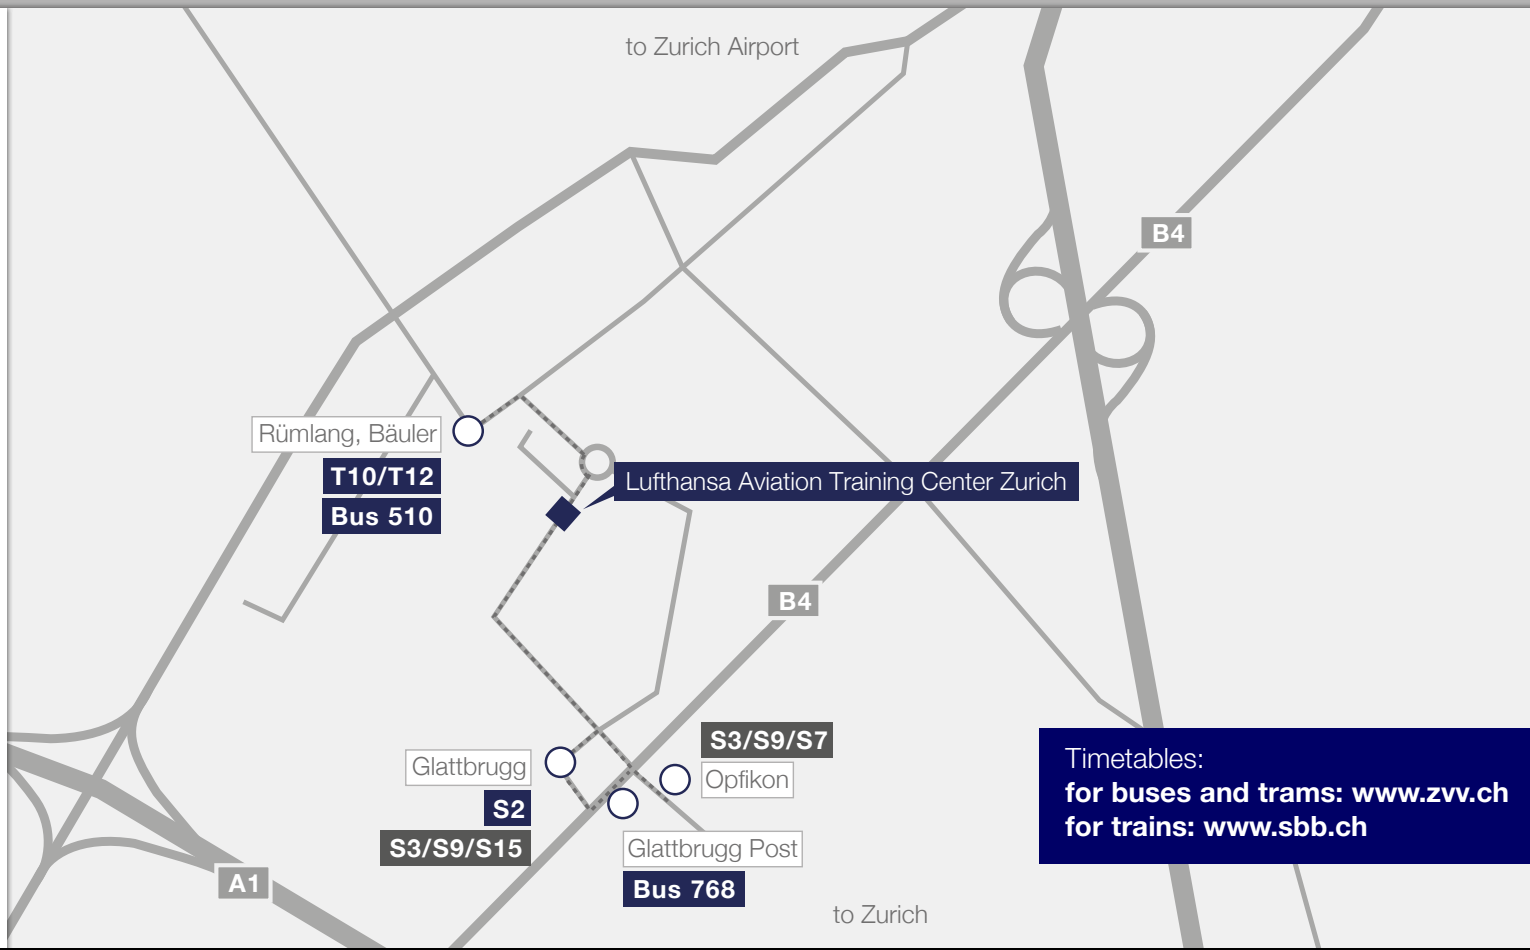 to Zurich Airport
B4
Rümlang, Bäuler
T10/T12
Bus 510
Lufthansa Aviation Training Center Zurich
B4
S3/S9/S7
Opfikon
Glattbrugg
S2
S3/S9/S15
Glattbrugg Post
Bus 768
A1
to Zurich
Timetables:
for buses and trams: www.zvv.ch
for trains: www.sbb.ch